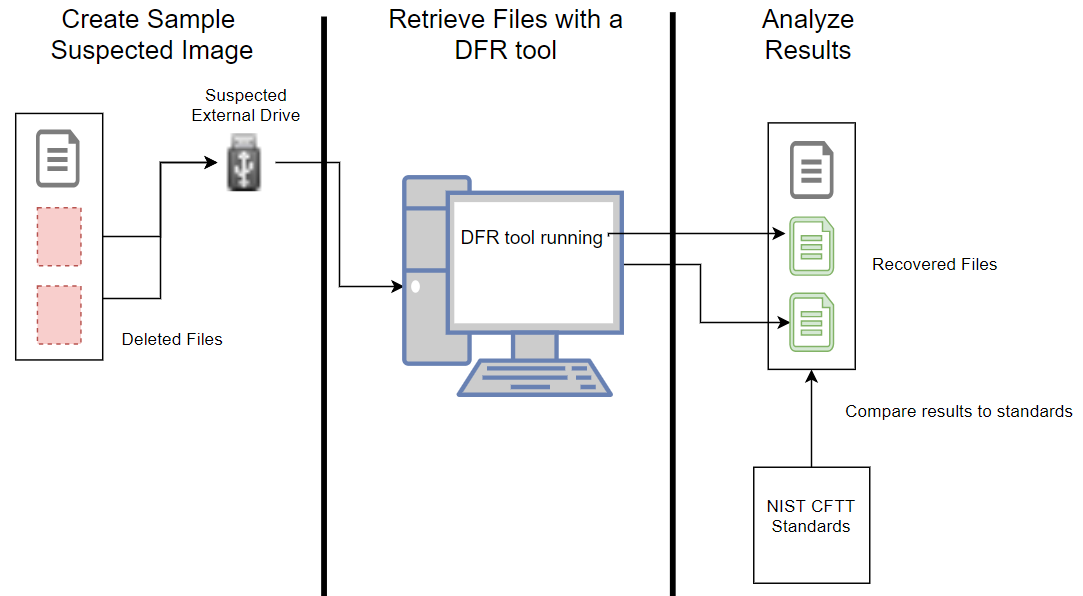 Create Sample
Suspected Image
Retrieve Files with a
DFR tool
Analyze
Results
Suspected
External Drive
Deleted Files
DFR tool running
Recovered Files
Compare results to standards
NIST CFTT
Standards